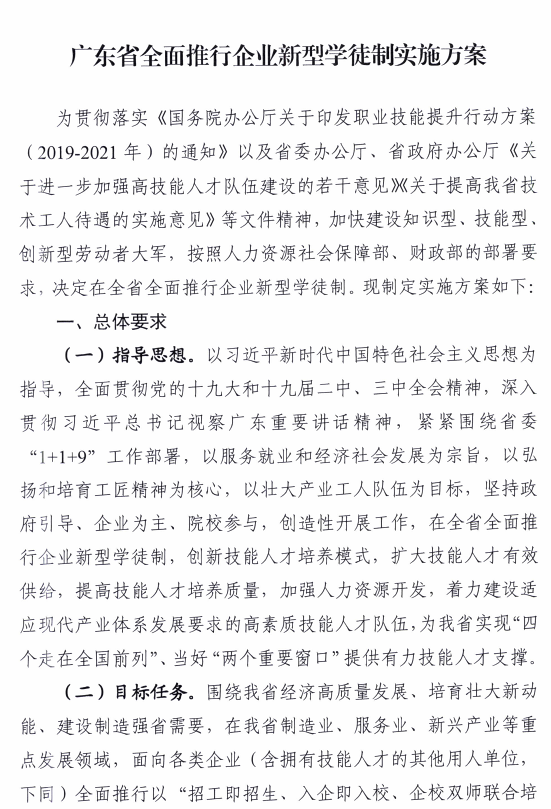 广东省全面推行企业新型学徒制实施方案
为贯彻落实《国务院办公厅关于印发职业技能提升行动方案
（2019-2021 年）的通知》以及省委办公厅、省政府办公厅《关
于进一步加强高技能人才队伍建设的若干意见》《关于提高我省技
术工人待遇的实施意见》等文件精神，加快建设知识型、技能型、
创新型劳动者大军，按照人力资源社会保障部、财政部的部署要
求，决定在全省全面推行企业新型学徒制。现制定实施方案如下：
一、总体要求
（一）指导思想。以习近平新时代中国特色社会主义思想为
指导，全面贯彻党的十九大和十九届二中、三中全会精神，深入
贯彻习近平总书记视察广东重要讲话精神，紧紧围绕省委
“1+1+9”工作部署，以服务就业和经济社会发展为宗旨，以弘
扬和培育工匠精神为核心，以壮大产业工人队伍为目标，坚持政
府引导、企业为主、院校参与，创造性开展工作，在全省全面推
行企业新型学徒制，创新技能人才培养模式，扩大技能人才有效
供给，提高技能人才培养质量，加强人力资源开发，着力建设适
应现代产业体系发展要求的高素质技能人才队伍，为我省实现“四
个走在全国前列”、当好“两个重要窗口”提供有力技能人才支撑。
（二）目标任务。围绕我省经济高质量发展、培育壮大新动
能、建设制造强省需要，在我省制造业、服务业、新兴产业等重
点发展领域，面向各类企业（含拥有技能人才的其他用人单位，
下同）全面推行以“招工即招生、入企即入校、企校双师联合培